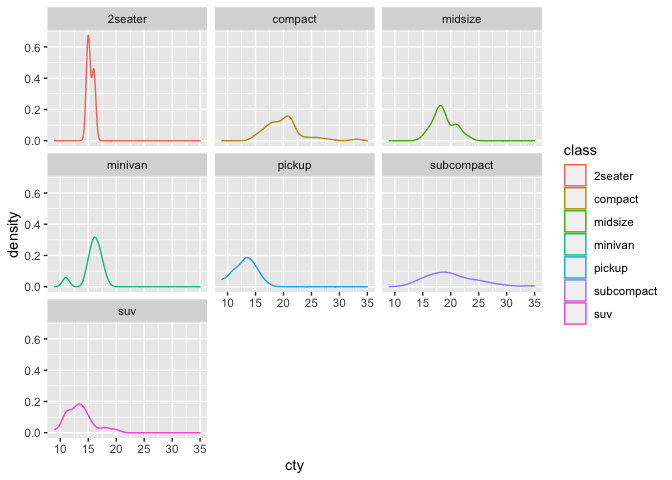 2seater compact midsize
0.6
0.4
0.2
0.0
minivan pickup subcompact
0.6
0.4
0.2
0.0
10 15 20 25 30 35 10 15 20 25 30 35
suv
0.6
0.4
0.2
0.0
10 15 20 25 30 35
cty
density
class
2seater
compact
midsize
minivan
pickup
subcompact
suv